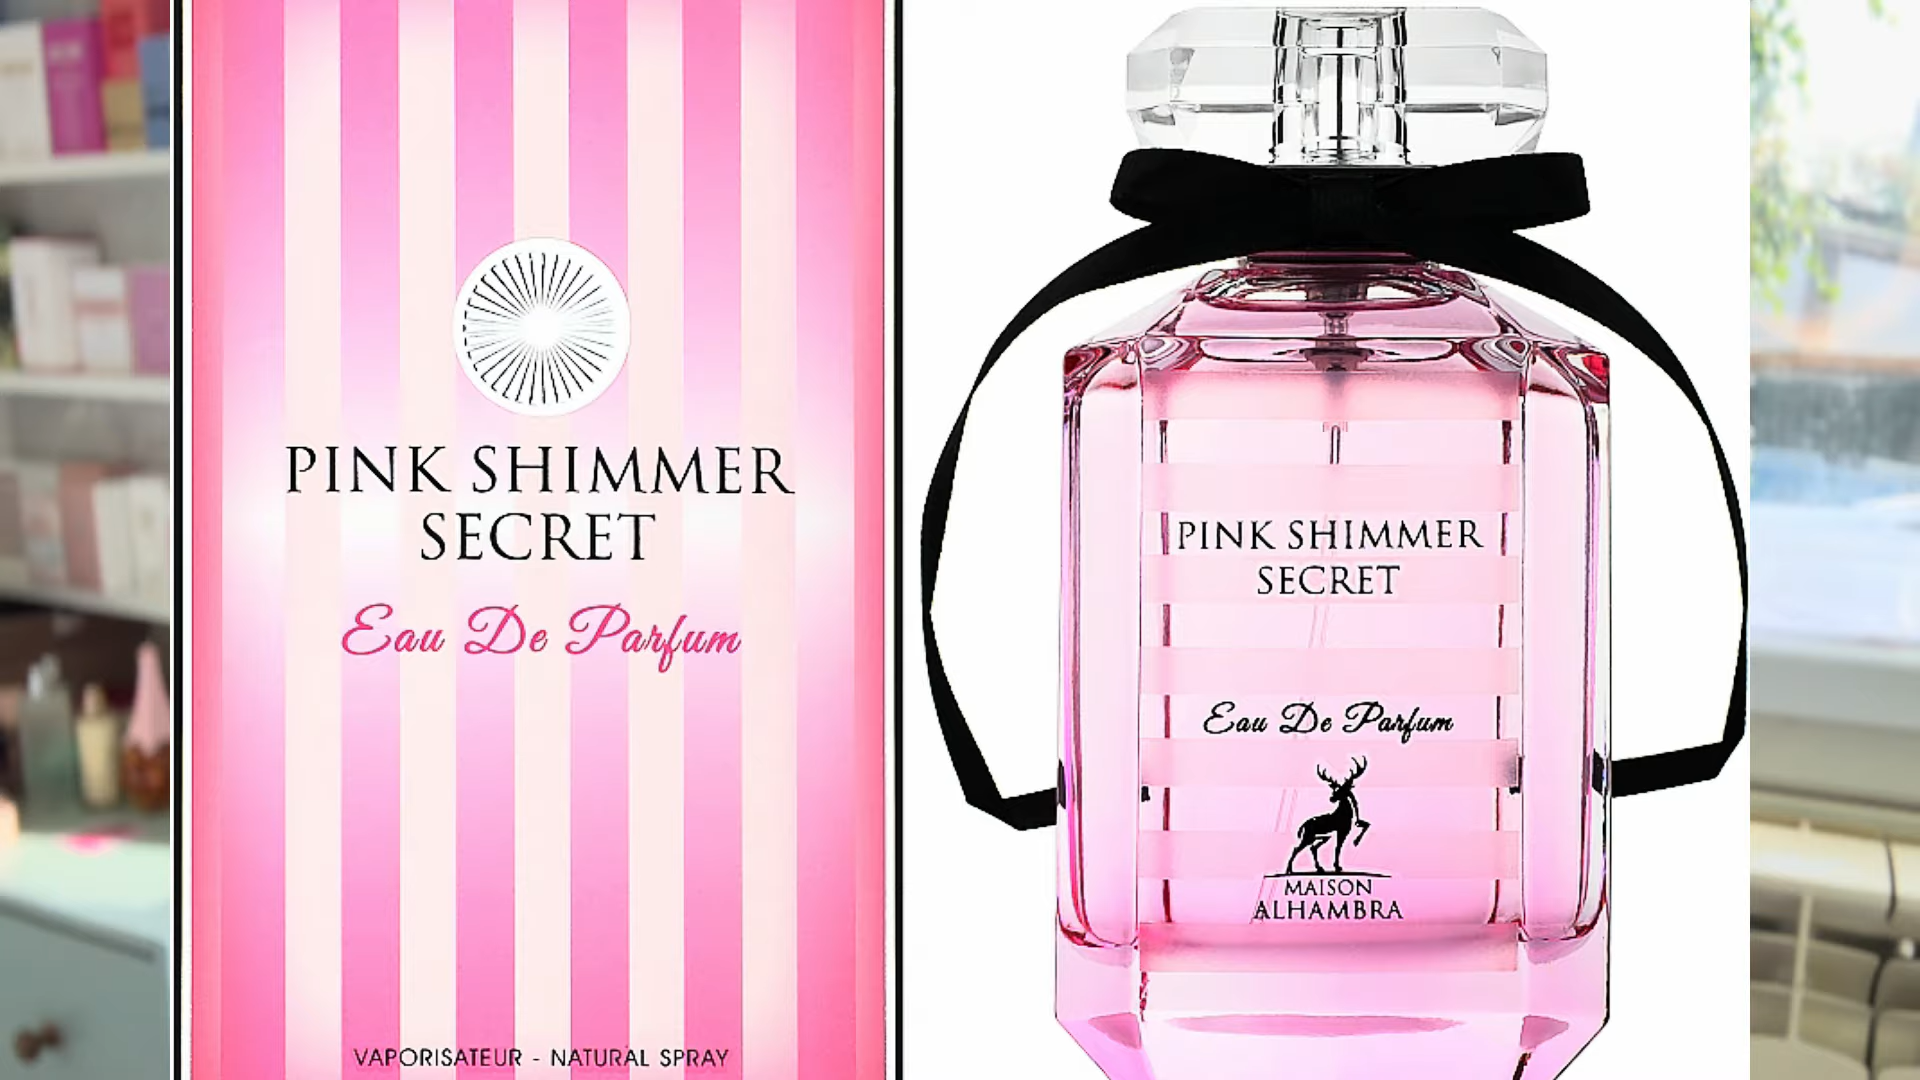 PINK SHIMMER
SECRET
Eau De Parfum
VAPORISATEUR - NATURAL SPRAY
PINK SHIMMER
SECRET
Eau De Parfum
MAISON
ALHAMBRA